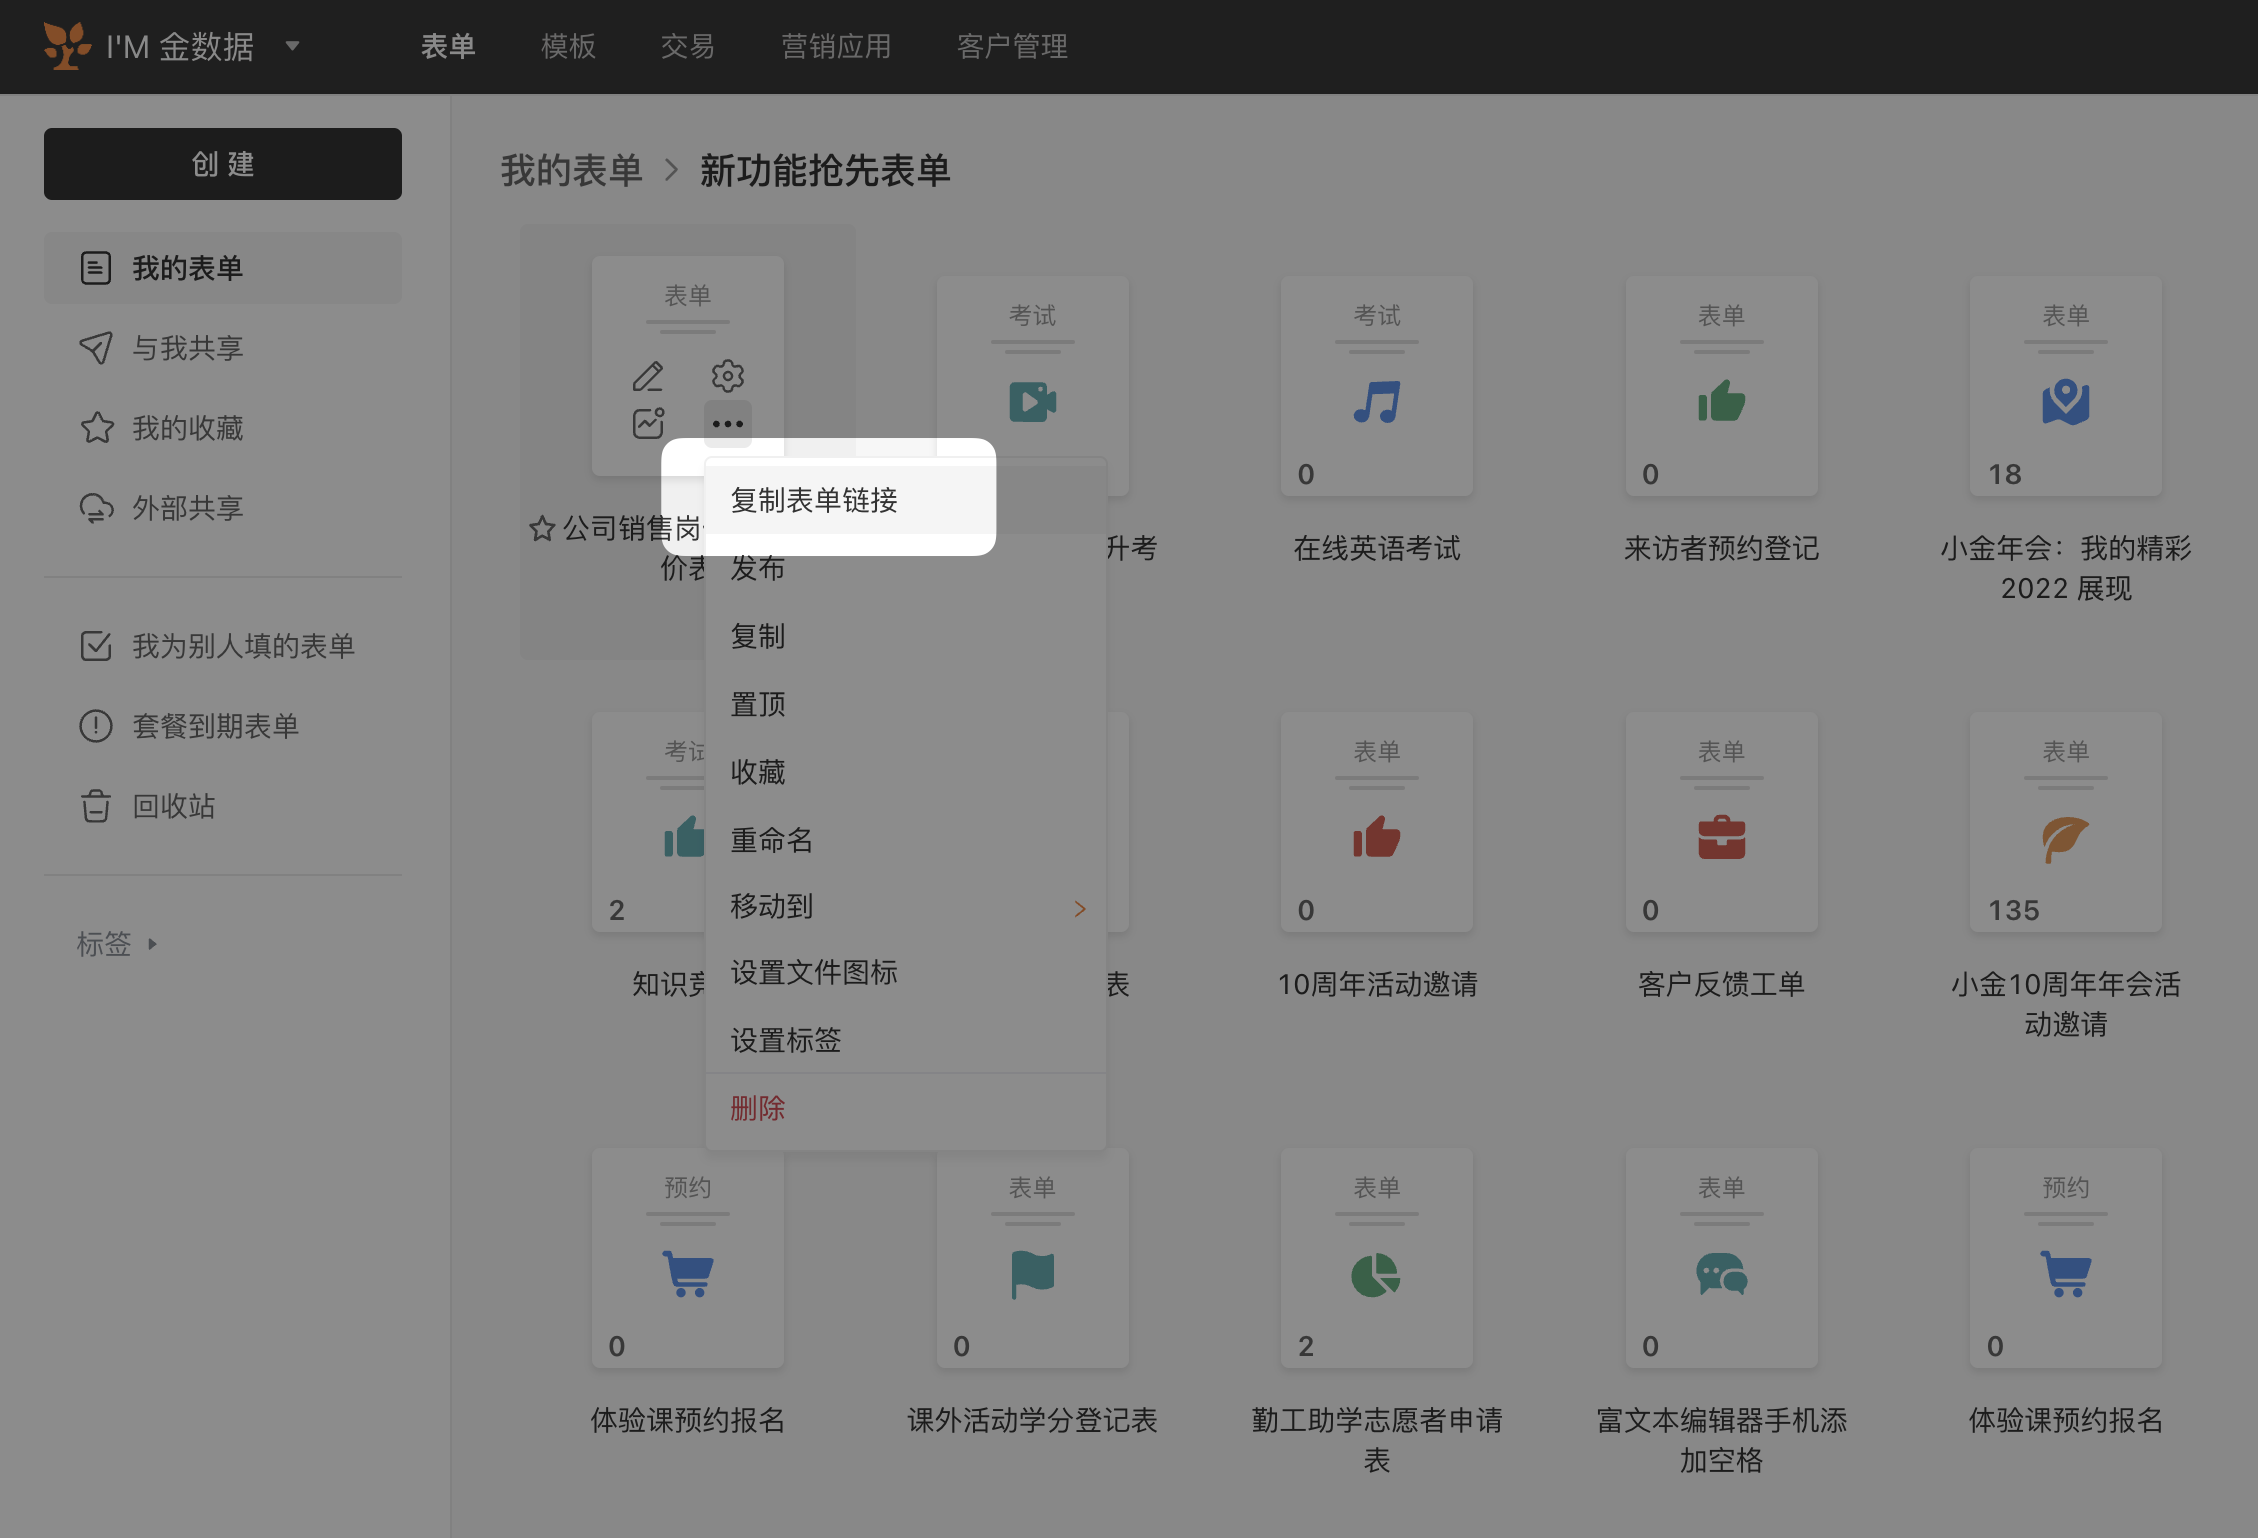 I'M 金数据
表单
模板
交易
营销应用
客户管理
创建
我的表单
与我共享
我的收藏
外部共享
我为别人填的表单
套餐到期表单
回收站
标签
我的表单 > 新功能抢先表单
表单
公司销售岗
价
考试
升考
考试
0
在线英语考试
表单
0
来访者预约登记
表单
18
小金年会：我的精彩
2022 展现
复制表单链接
发布
复制
置顶
收藏
重命名
移动到
设置文件图标
设置标签
删除
考
2
知识
表
表单
0
10周年活动邀请
表单
0
客户反馈工单
表单
135
小金10周年年会活
动邀请
预约
0
体验课预约报名
表单
0
课外活动学分登记表
表单
2
勤工助学志愿者申请
表
表单
0
富文本编辑器手机添
加空格
预约
0
体验课预约报名